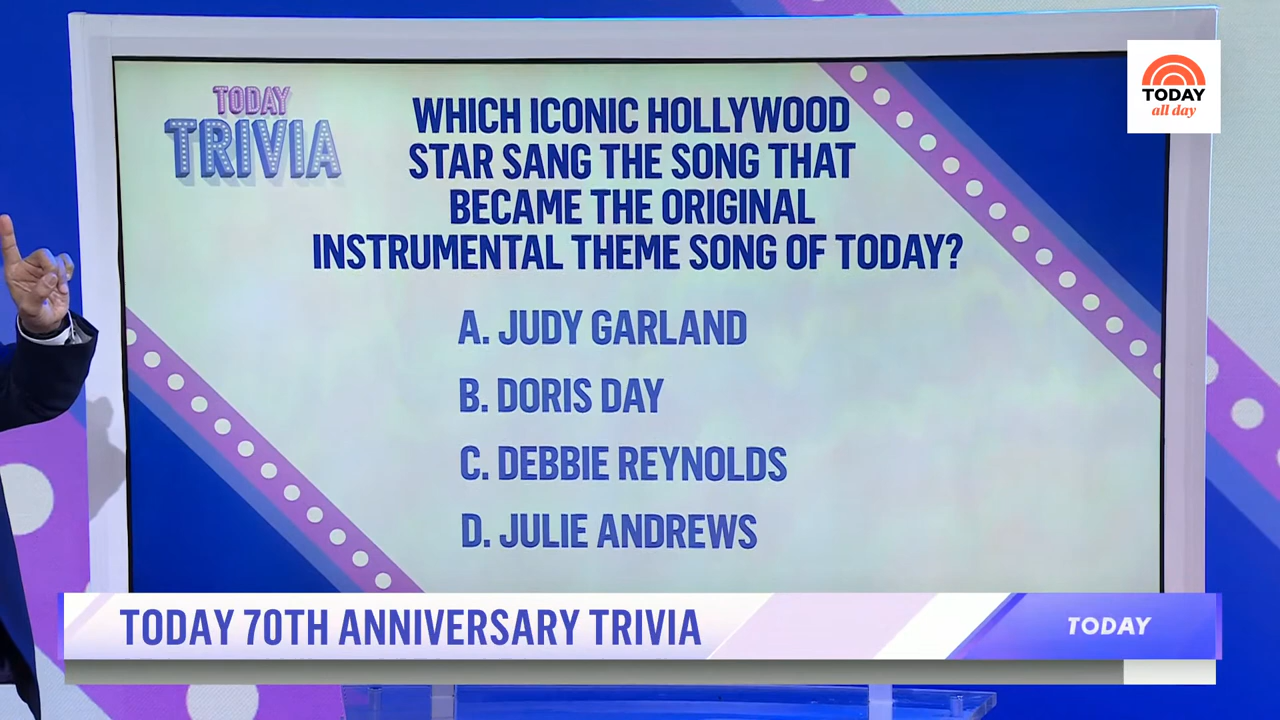 TODAY
TRIVIA
WHICH ICONIC HOLLYWOOD
STAR SANG THE SONG THAT
BECAME THE ORIGINAL
INSTRUMENTAL THEME SONG OF TODAY?
A. JUDY GARLAND
B. DORIS DAY
C. DEBBIE REYNOLDS
D. JULIE ANDREWS
TODAY
all day
TODAY 70TH ANNIVERSARY TRIVIA
TODAY